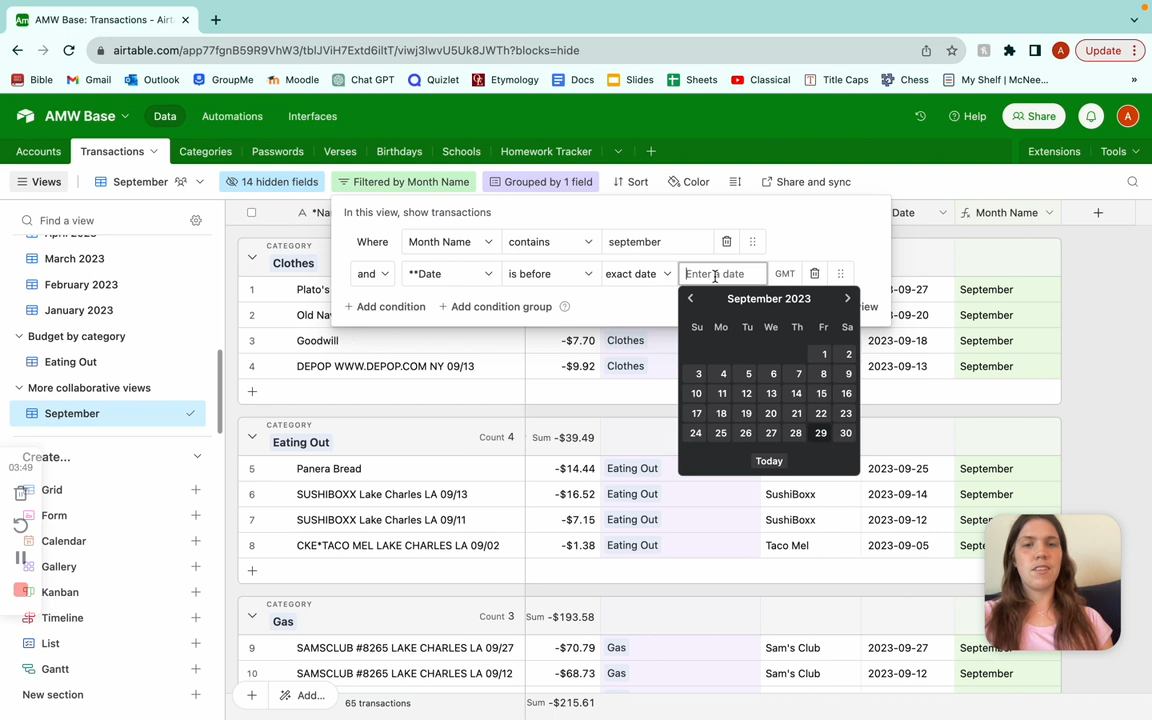 AMW Base: Transactions - Airt
airtable.com/app77fgnB59R9VhW3/tblJViH7Extd6iltT/viwj3lwvU5Uk8JWTh?blocks=hide
A
Update
Bible Gmail Outlook GroupMe Moodle Chat GPT Quizlet Etymology Docs Slides Sheets Classical Title Caps Chess My Shelf (McNee... »
AMW Base Data Automations Interfaces Help Share A
Accounts Transactions Categories Passwords Verses Birthdays Schools Homework Tracker Extensions Tools
Views September 14 hidden fields Filtered by Month Name Grouped by 1 field Sort Color Share and sync
Find a view
March 2023
February 2023
January 2023
Budget by category
Eating Out
More collaborative views
September
Create...
03:49
Grid
Form
Calendar
Gallery
Kanban
Timeline
List
Gantt
New section
Date Month Name
In this view, show transactions
Where Month Name contains september
and **Date is before exact date Enter a date GMT
+ Add condition + Add condition group
September 2023
Su Mo Tu We Th Fr Sa
1 2
3 4 5 6 7 8 9
10 11 12 13 14 15 16
17 18 19 20 21 22 23
24 25 26 27 28 29 30
Today
CATEGORY
Clothes
1 Plato's -09-27 September
2 Old Nav -09-20 September
3 Goodwill -$7.70 Clothes -09-18 September
4 DEPOP WWW.DEPOP.COM NY 09/13 -$9.92 Clothes -09-13 September
CATEGORY
Eating Out Count 4 Sum -$39.49
5 Panera Bread -$14.44 Eating Out 2023-09-25 September
6 SUSHIBOXX Lake Charles LA 09/13 -$16.52 Eating Out SushiBoxx 2023-09-14 September
7 SUSHIBOXX Lake Charles LA 09/11 -$7.15 Eating Out SushiBoxx 2023-09-12 September
8 CKE*TACO MEL LAKE CHARLES LA 09/02 -$1.38 Eating Out Taco Mel 2023-09-05
CATEGORY
Gas Count 3 Sum -$193.58
9 SAMSCLUB #8265 LAKE CHARLES LA 09/27 -$70.79 Gas Sam's Club 2023-09-27
10 SAMSCLUB #8265 LAKE CHARLES LA 09/12 -$68.73 Gas Sam's Club 2023-09-12 September
Add... 65 transactions Sum -$215.61